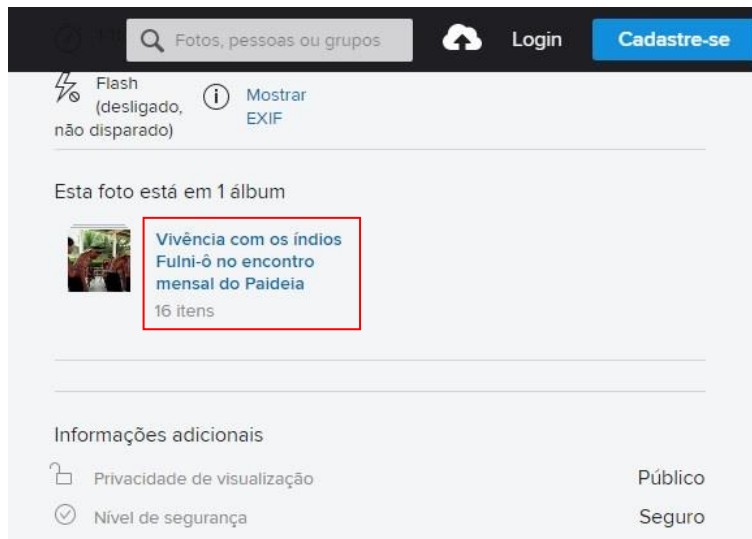 Fotos, pessoas ou grupos
Login
Cadastre-se
Flash
(desligado,
não disparado)
Mostrar
EXIF
Esta foto está em 1 álbum
Vivência com os índios
Fulni-ô no encontro
mensal do Paideia
16 itens
Informações adicionais
Privacidade de visualização
Público
Nível de segurança
Seguro